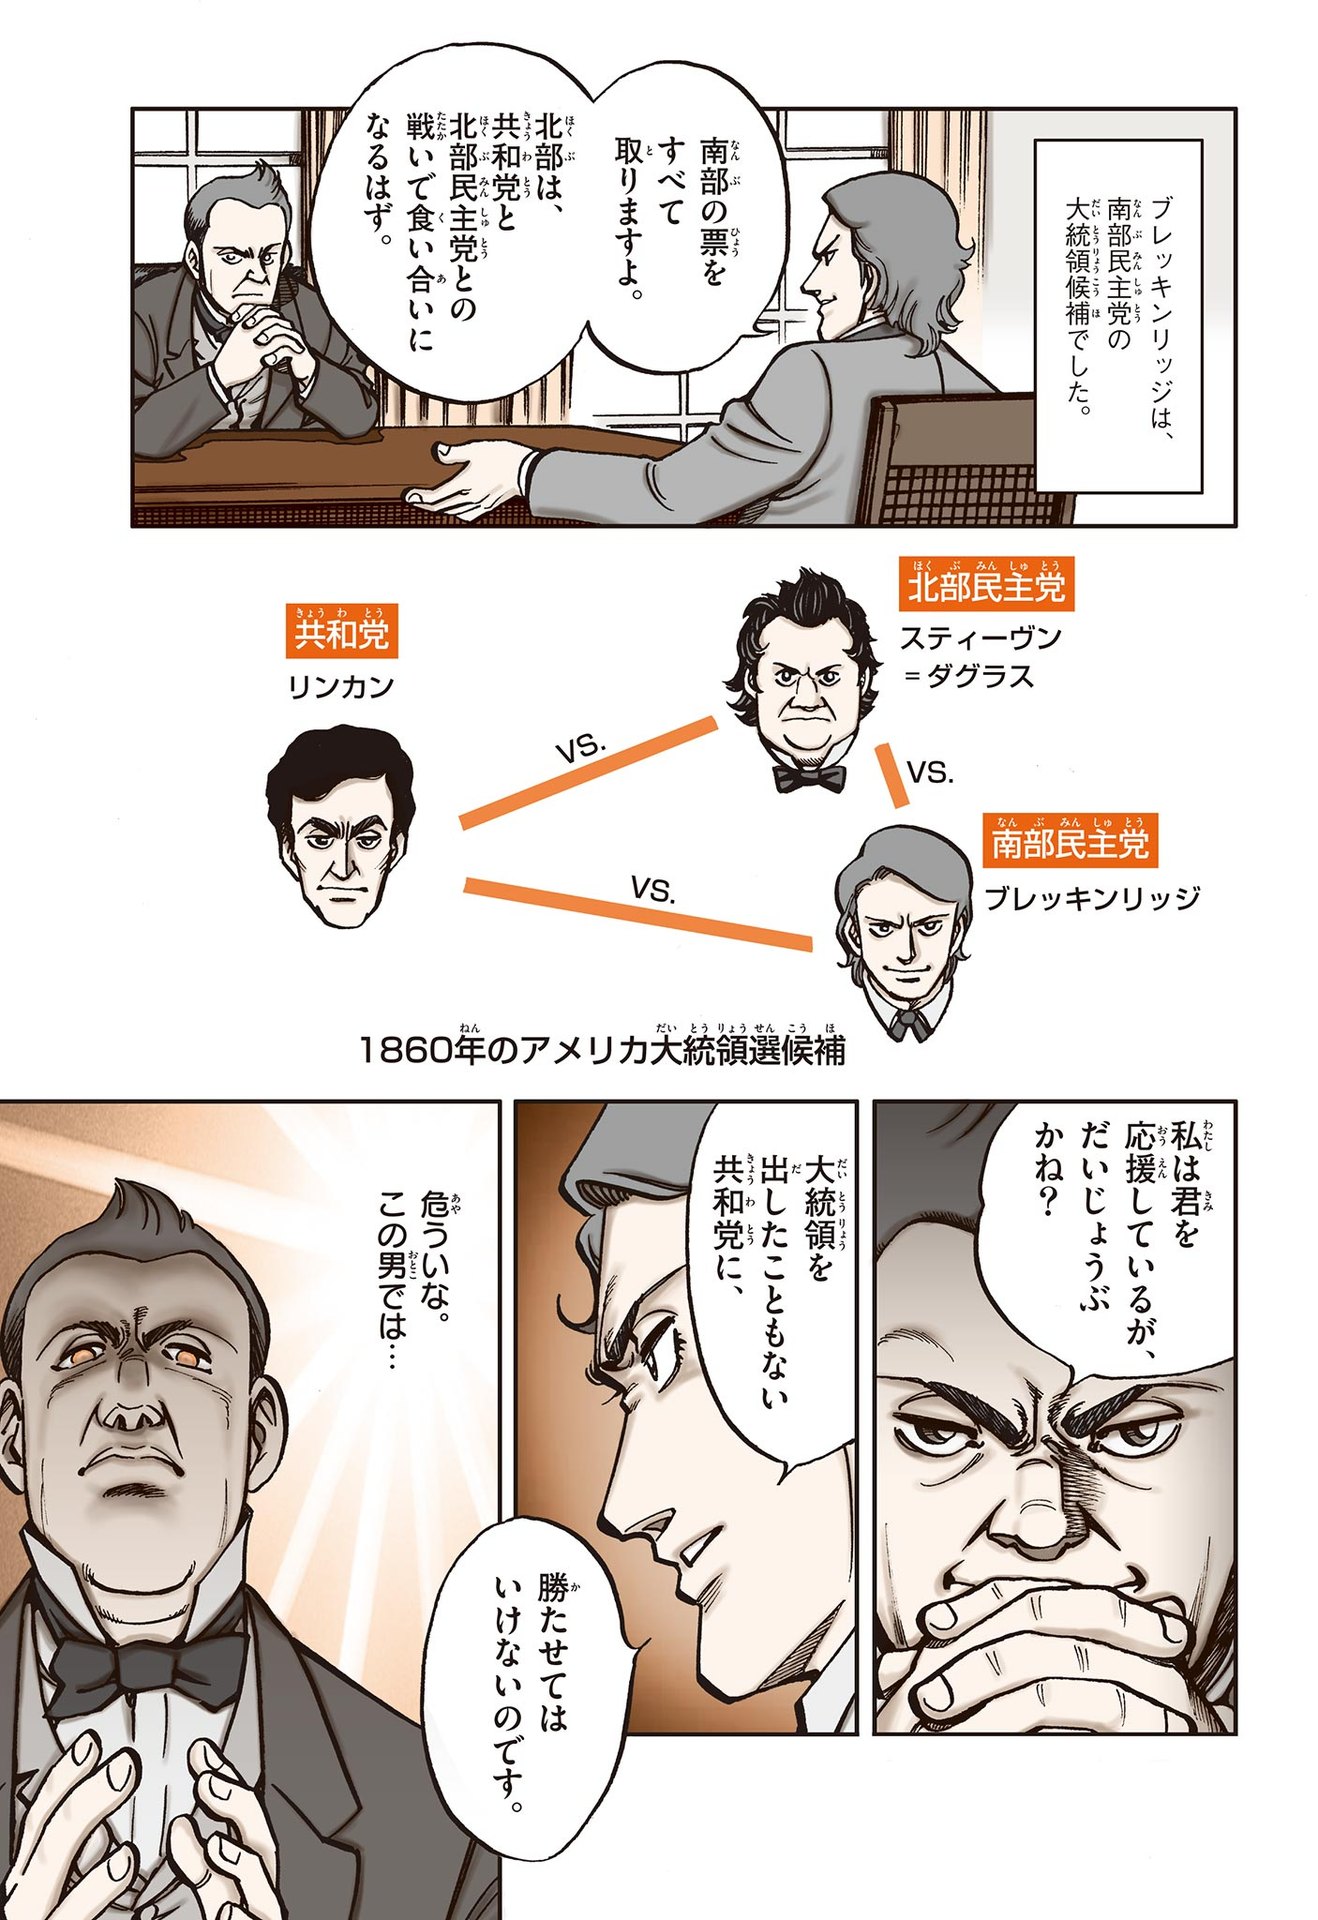 ブレッキンリッジは、
南部民主党の
大統領候補でした。
南部の票を
すべて
取りますよ。
北部は、
共和党と
北部民主党との
戦いで食い合いに
なるはず。
共和党
リンカン
北部民主党
スティーヴン
=ダグラス
vs.
vs.
vs.
南部民主党
ブレッキンリッジ
1860年のアメリカ大統領選候補
私は君を
応援しているが、
だいじょうぶ
かね？
大統領を
出したこともない
共和党に、
勝たせては
いけないのです。
危ういな。
この男では…